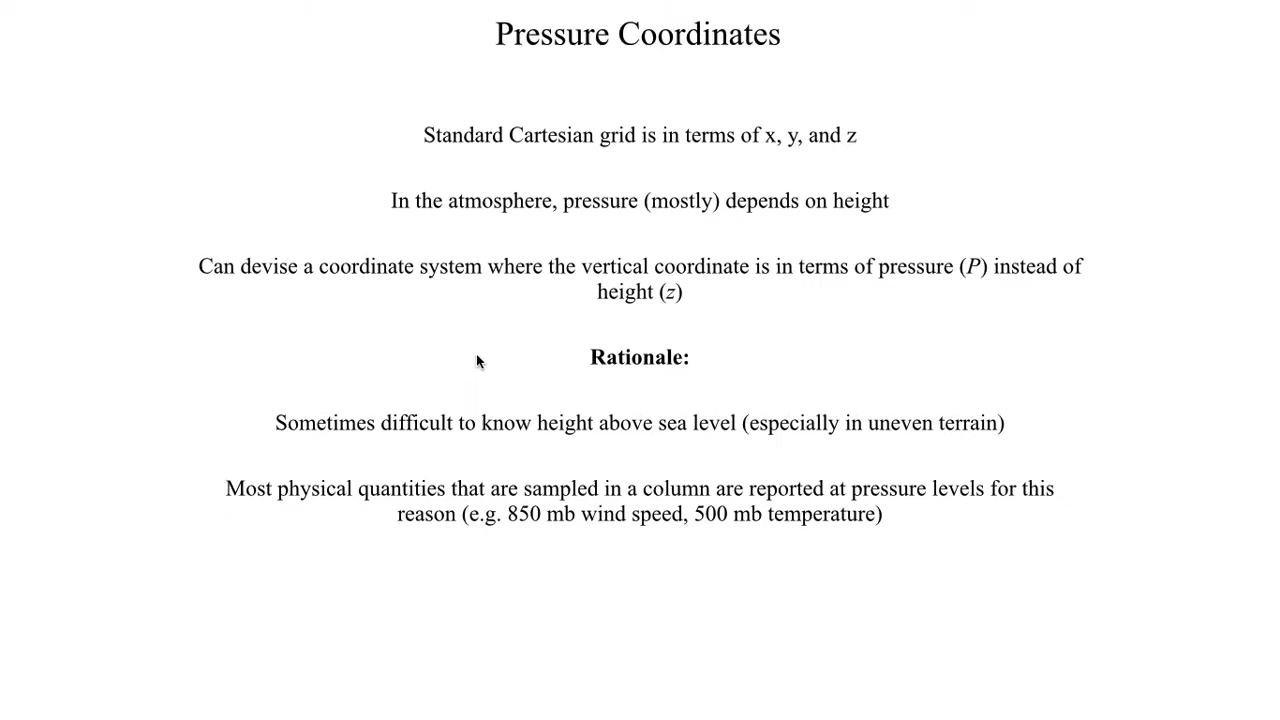 Pressure Coordinates
Standard Cartesian grid is in terms of x, y, and z
In the atmosphere, pressure (mostly) depends on height
Can devise a coordinate system where the vertical coordinate is in terms of pressure (P) instead of
height (z)
Rationale:
Sometimes difficult to know height above sea level (especially in uneven terrain)
Most physical quantities that are sampled in a column are reported at pressure levels for this
reason (e.g. 850 mb wind speed, 500 mb temperature)